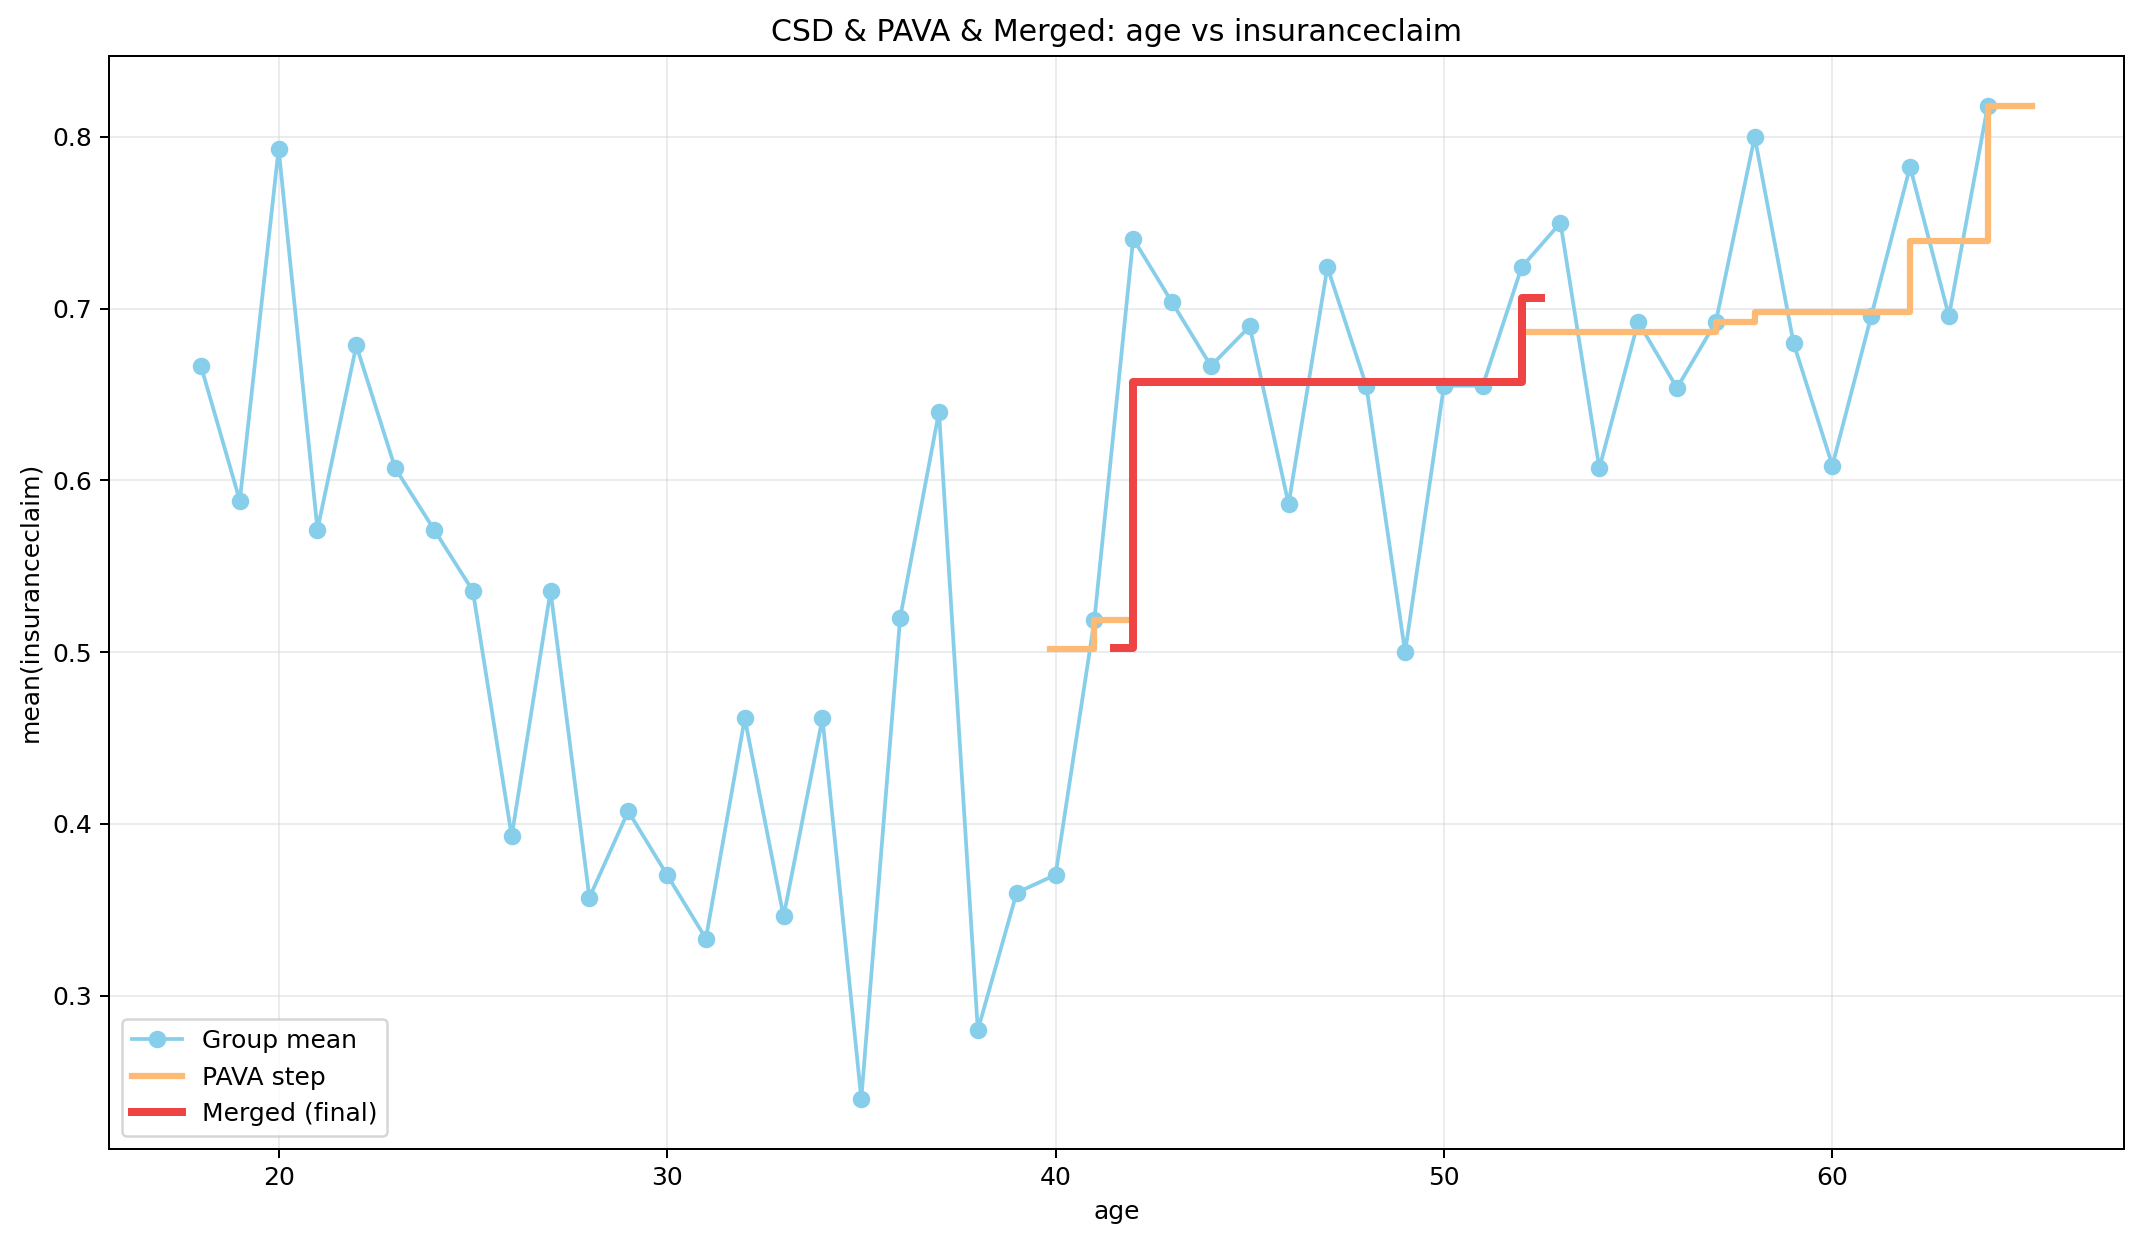 CSD & PAVA & Merged: age vs insuranceclaim
mean(insuranceclaim)
0.8
0.7
0.6
0.5
0.4
0.3
Group mean
PAVA step
Merged (final)
20 30 40 50 60
age